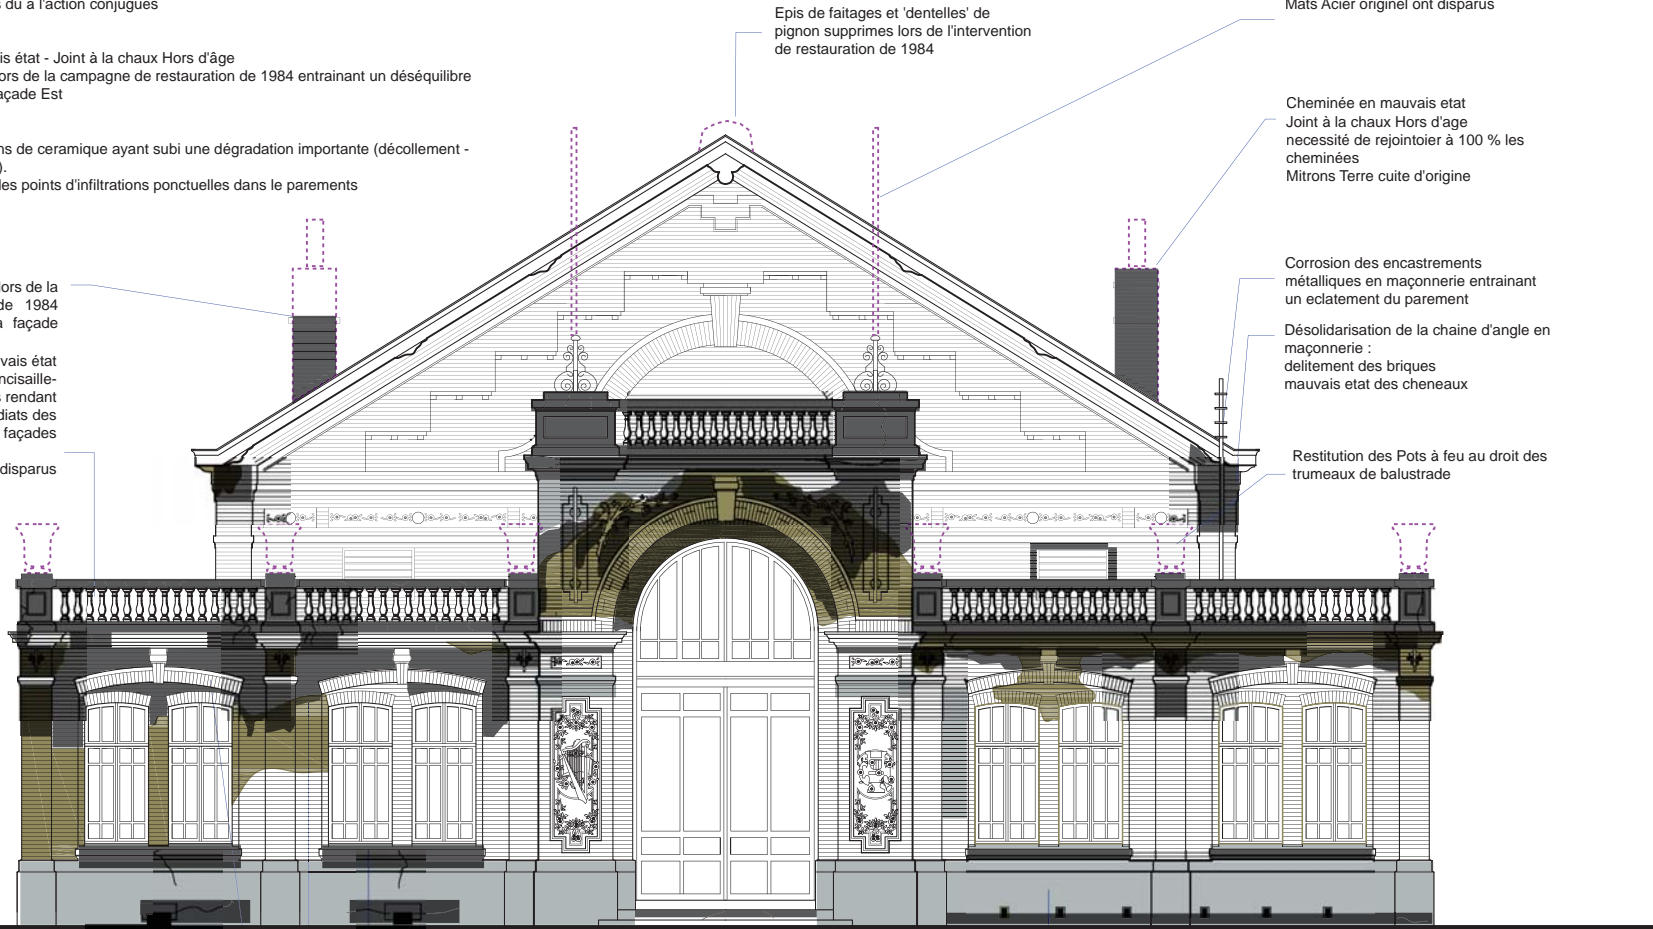 du a l'action conjugués
état - Joint à la chaux Hors d'âge
ors de la campagne de restauration de 1984 entrainant un déséquilibre
açade Est
ns de ceramique ayant subi une dégradation importante (décollement -
).
des points d'infiltrations ponctuelles dans le parements
lors de la
de 1984
façade
vais état
ncisaille-
rendant
diats des
façades
disparus
Epis de faitages et 'dentelles' de
pignon supprimes lors de l'intervention
de restauration de 1984
Mats Acier originel ont disparus
Cheminée en mauvais etat
Joint à la chaux Hors d'age
necessité de rejointoier à 100 % les
cheminées
Mitrons Terre cuite d'origine
Corrosion des encastrements
métalliques en maçonnerie entrainant
un eclatement du parement
Désolidarisation de la chaine d'angle en
maçonnerie :
delitement des briques
mauvais etat des cheneaux
Restitution des Pots à feu au droit des
trumeaux de balustrade